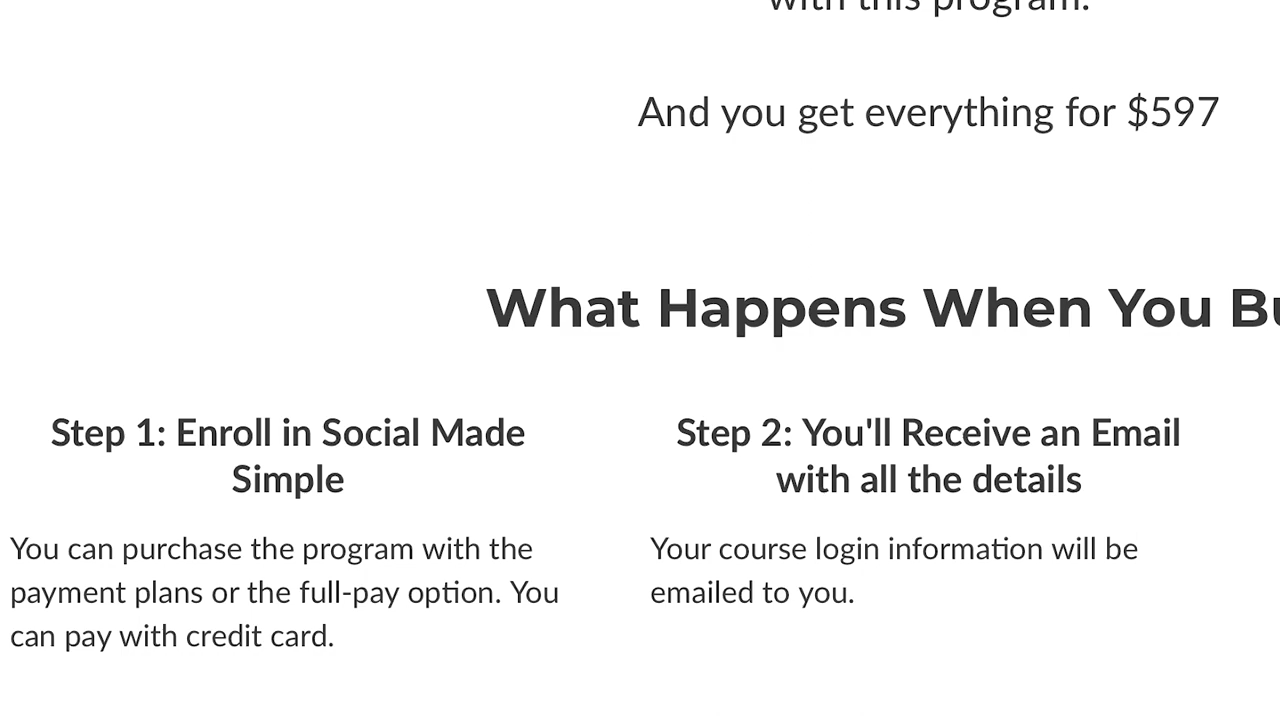 with this program.
And you get everything for $597
What Happens When You
Step 1: Enroll in Social Made
Simple
You can purchase the program with the
payment plans or the full-pay option. You
can pay with credit card.
Step 2: You'll Receive an Email
with all the details
Your course login information will be
emailed to you.